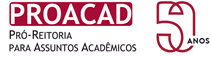 PROACAD
PRÓ-REITORIA
PARA ASSUNTOS ACADÊMICOS
50 ANOS